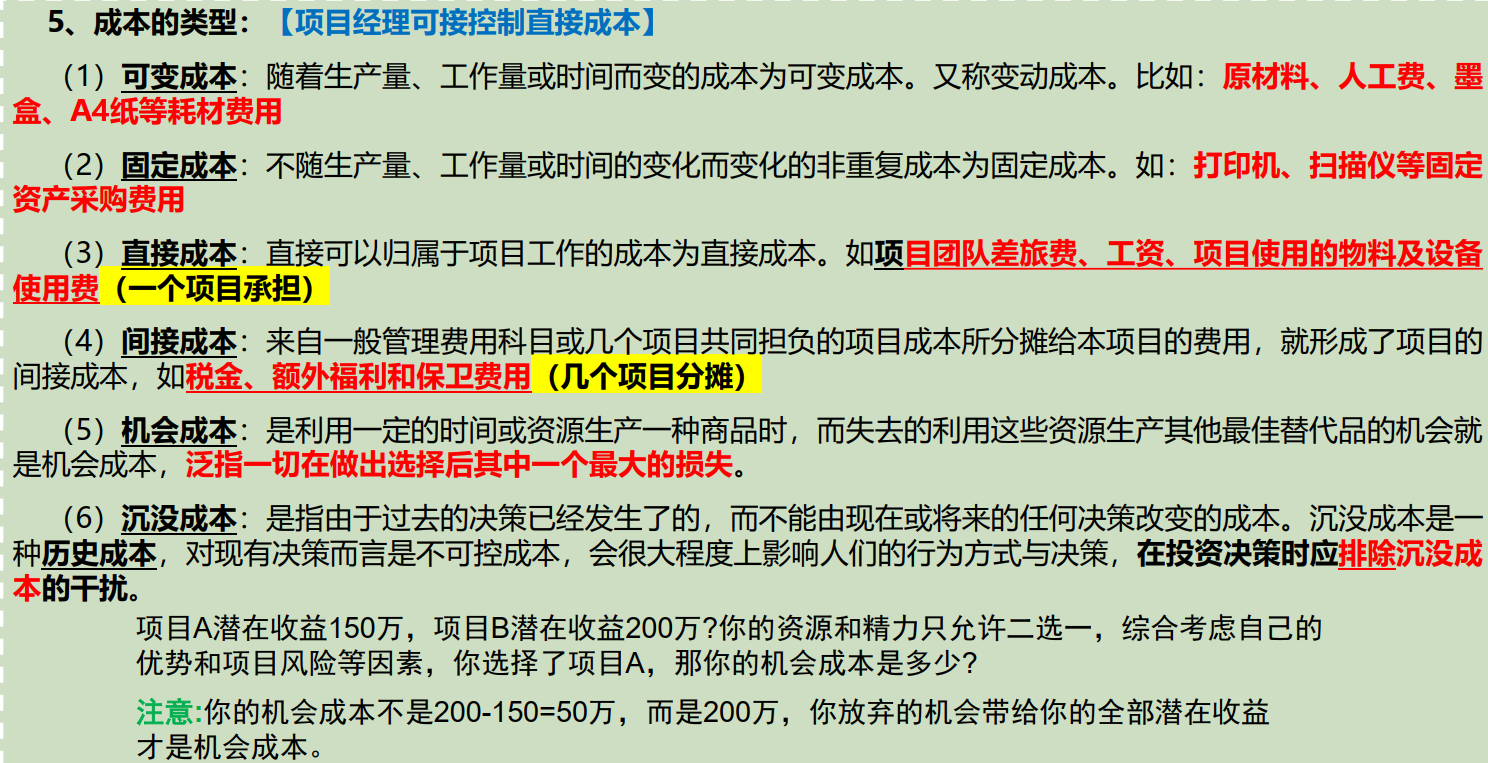 5、成本的类型：【项目经理可接控制直接成本】
（1）可变成本：随着生产量、工作量或时间而变的成本为可变成本。又称变动成本。比如：原材料、人工费、墨
盒、A4纸等耗材费用
（2）固定成本：不随生产量、工作量或时间的变化而变化的非重复成本为固定成本。如：打印机、扫描仪等固定
资产采购费用
（3）直接成本：直接可以归属于项目工作的成本为直接成本。如项目团队差旅费、工资、项目使用的物料及设备
使用费（一个项目承担）
（4）间接成本：来自一般管理费用科目或几个项目共同担负的项目成本所分摊给本项目的费用，就形成了项目的
间接成本，如税金、额外福利和保卫费用（几个项目分摊）
（5）机会成本：是利用一定的时间或资源生产一种商品时，而失去的利用这些资源生产其他最佳替代品的机会就
是机会成本，泛指一切在做出选择后其中一个最大的损失。
（6）沉没成本：是指由于过去的决策已经发生了的，而不能由现在或将来的任何决策改变的成本。沉没成本是一
种历史成本，对现有决策而言是不可控成本，会很大程度上影响人们的行为方式与决策，在投资决策时应排除沉没成
本的干扰。
项目A潜在收益150万，项目B潜在收益200万?你的资源和精力只允许二选一，综合考虑自己的
优势和项目风险等因素，你选择了项目A，那你的机会成本是多少?
注意:你的机会成本不是200-150=50万，而是200万，你放弃的机会带给你的全部潜在收益
才是机会成本。